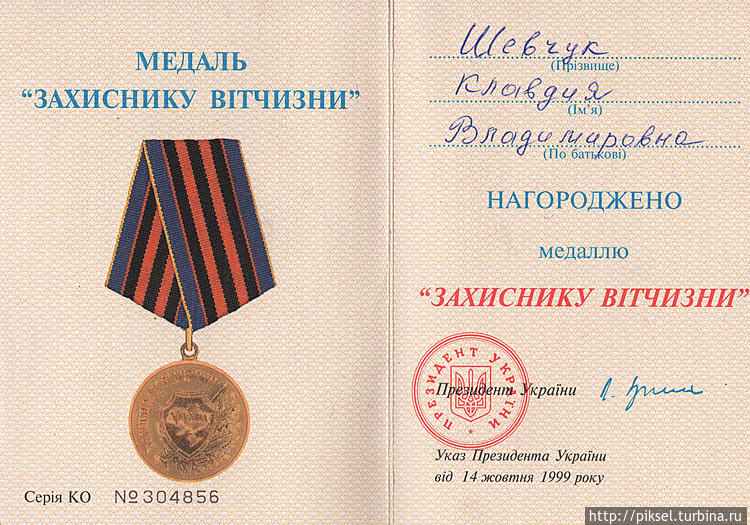 МЕДАЛЬ
“ЗАХИСНИКУ ВІТЧИЗНИ”
Серія КО №304856
Шевчук
(Прізвище)
Клавдия
(Ім’я)
Владимировна
(По батькові)
НАГОРОДЖЕНО
медаллю
“ЗАХИСНИКУ ВІТЧИЗНИ”
ПРЕЗИДЕНТ УКРАЇНИ
Президент України
Указ Президента України
від 14 жовтня 1999 року
http://piksel.turbina.ru